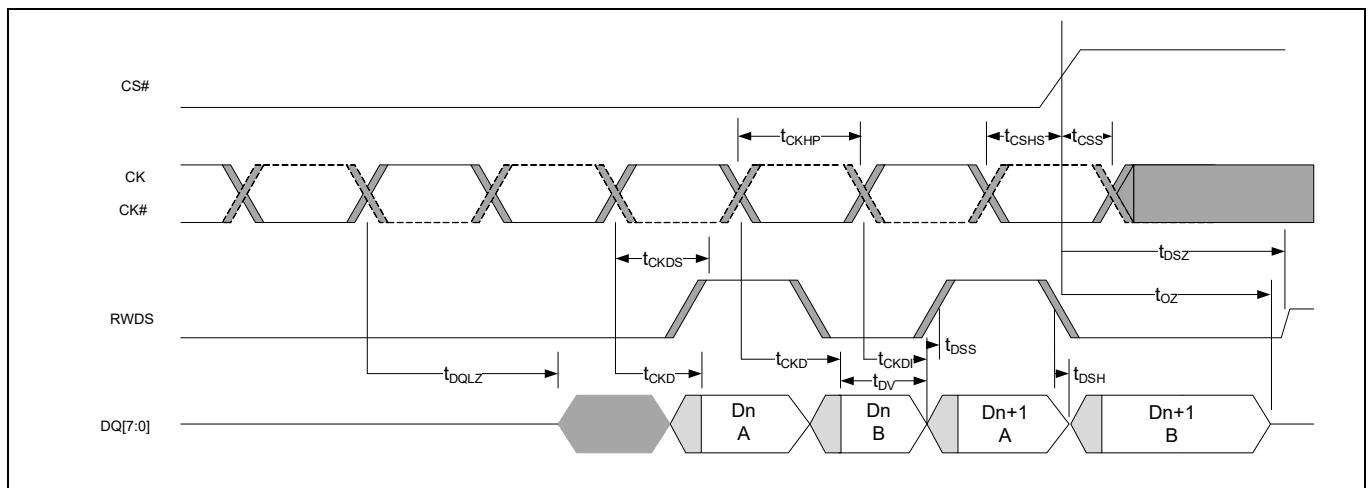 CS#
tCKHP
tCSHS
tCSS
CK
CK#
tDSZ
tCKDS
tOZ
RWDS
tDSS
tCKD
tCKDI
tDQLZ
tCKD
tDV
tDSH
DQ[7:0]
Dn
A
Dn
B
Dn+1
A
Dn+1
B